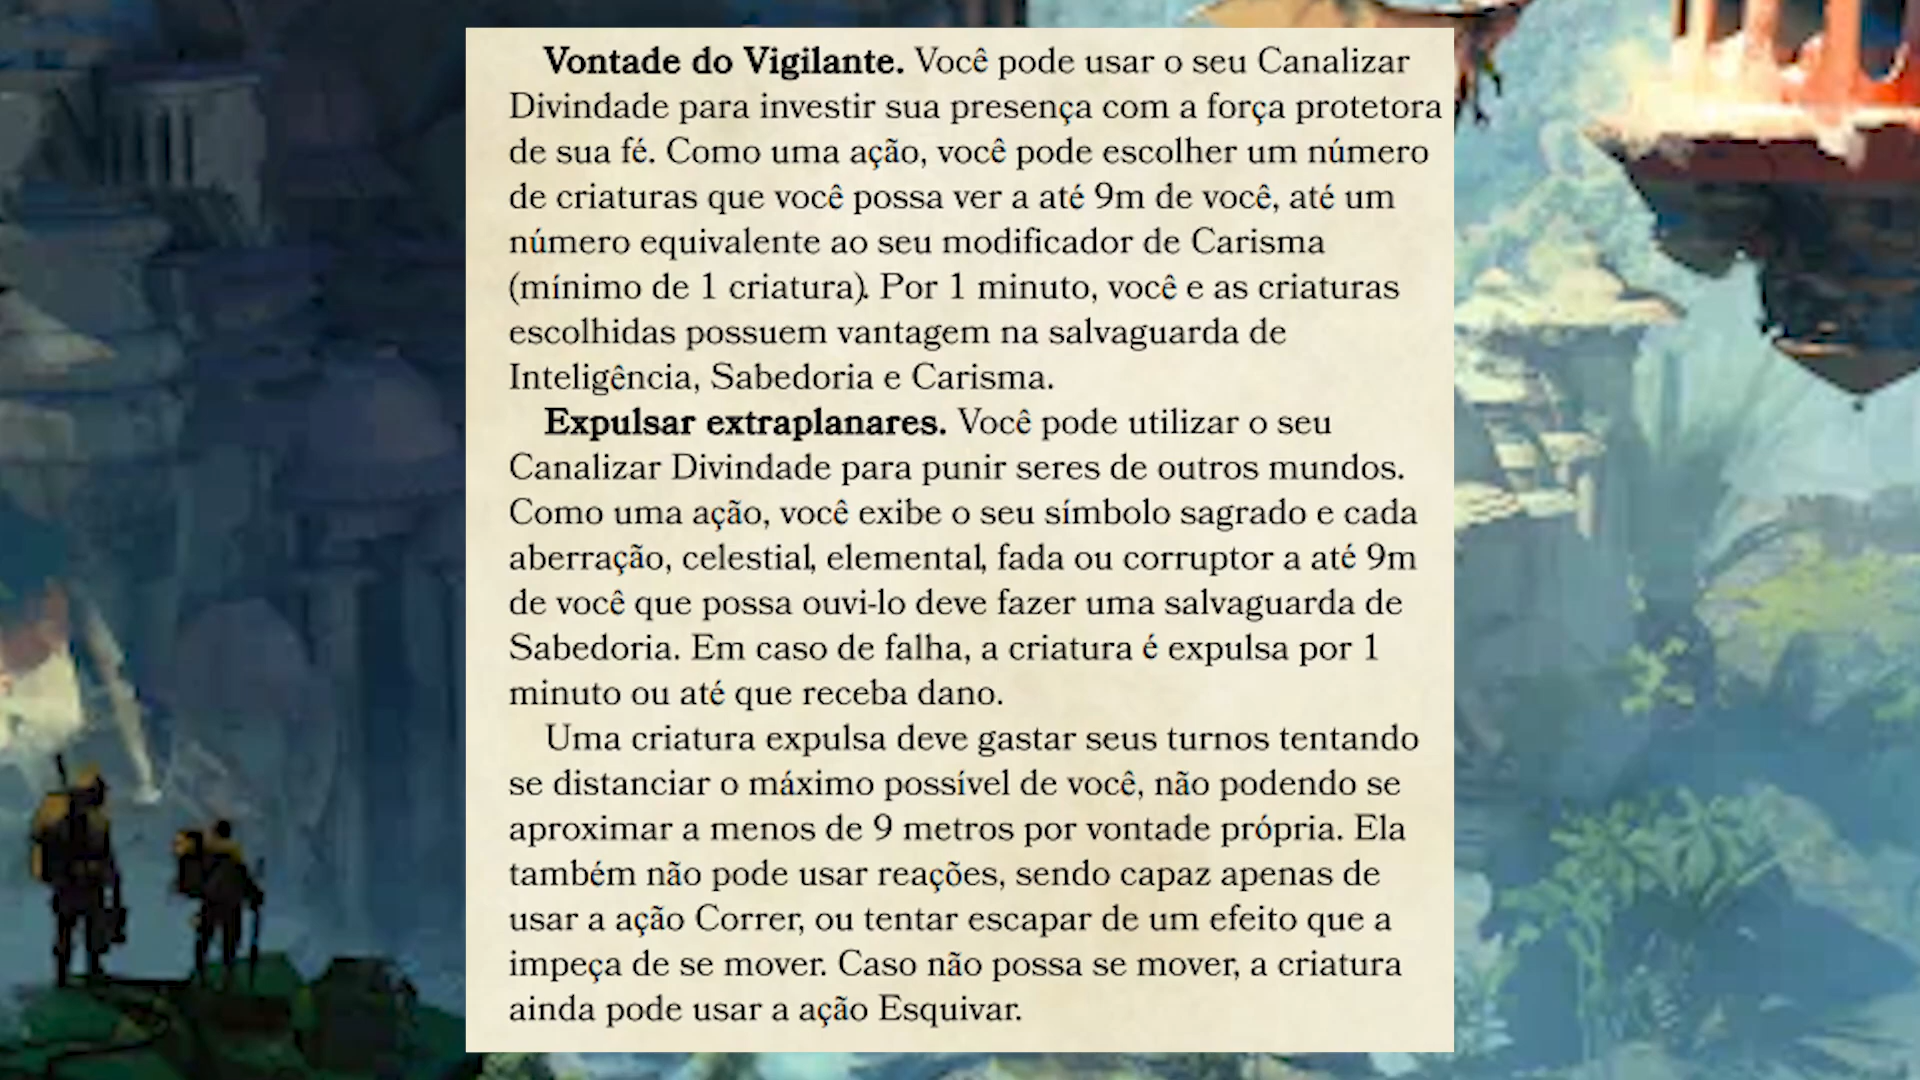 Vontade do Vigilante. Você pode usar o seu Canalizar
Divindade para investir sua presença com a força protetora
de sua fé. Como uma ação, você pode escolher um número
de criaturas que você possa ver a até 9m de você, até um
número equivalente ao seu modificador de Carisma
(mínimo de 1 criatura). Por 1 minuto, você e as criaturas
escolhidas possuem vantagem na salvaguarda de
Inteligência, Sabedoria e Carisma.
Expulsar extraplanares. Você pode utilizar o seu
Canalizar Divindade para punir seres de outros mundos.
Como uma ação, você exibe o seu símbolo sagrado e cada
aberração, celestial, elemental, fada ou corruptor a até 9m
de você que possa ouvi-lo deve fazer uma salvaguarda de
Sabedoria. Em caso de falha, a criatura é expulsa por 1
minuto ou até que receba dano.
Uma criatura expulsa deve gastar seus turnos tentando
se distanciar o máximo possível de você, não podendo se
aproximar a menos de 9 metros por vontade própria. Ela
também não pode usar reações, sendo capaz apenas de
usar a ação Correr, ou tentar escapar de um efeito que a
impeça de se mover. Caso não possa se mover, a criatura
ainda pode usar a ação Esquivar.